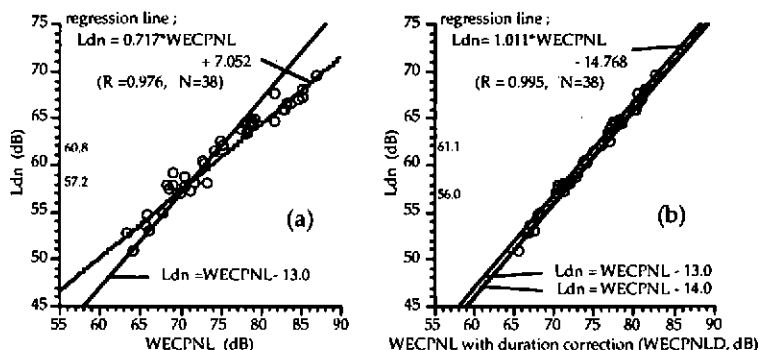 regression line ;
Ldn = 0.717*WECPNL
+ 7.052
(R =0.976, N=38)
75
70
65
60
55
50
45
60.8
57.2
Ldn (dB)
(a)
Ldn =WECPNL - 13.0
55 60 65 70 75 80 85 90
WECPNL (dB)
regression line ;
Ldn= 1.011*WECPNL
- 14.768
(R =0.995, N=38)
75
70
65
60
55
50
45
61.1
56.0
Ldn (dB)
(b)
Ldn = WECPNL - 13.0
Ldn = WECPNL - 14.0
55 60 65 70 75 80 85 90
WECPNL with duration correction (WECPNLD, dB)